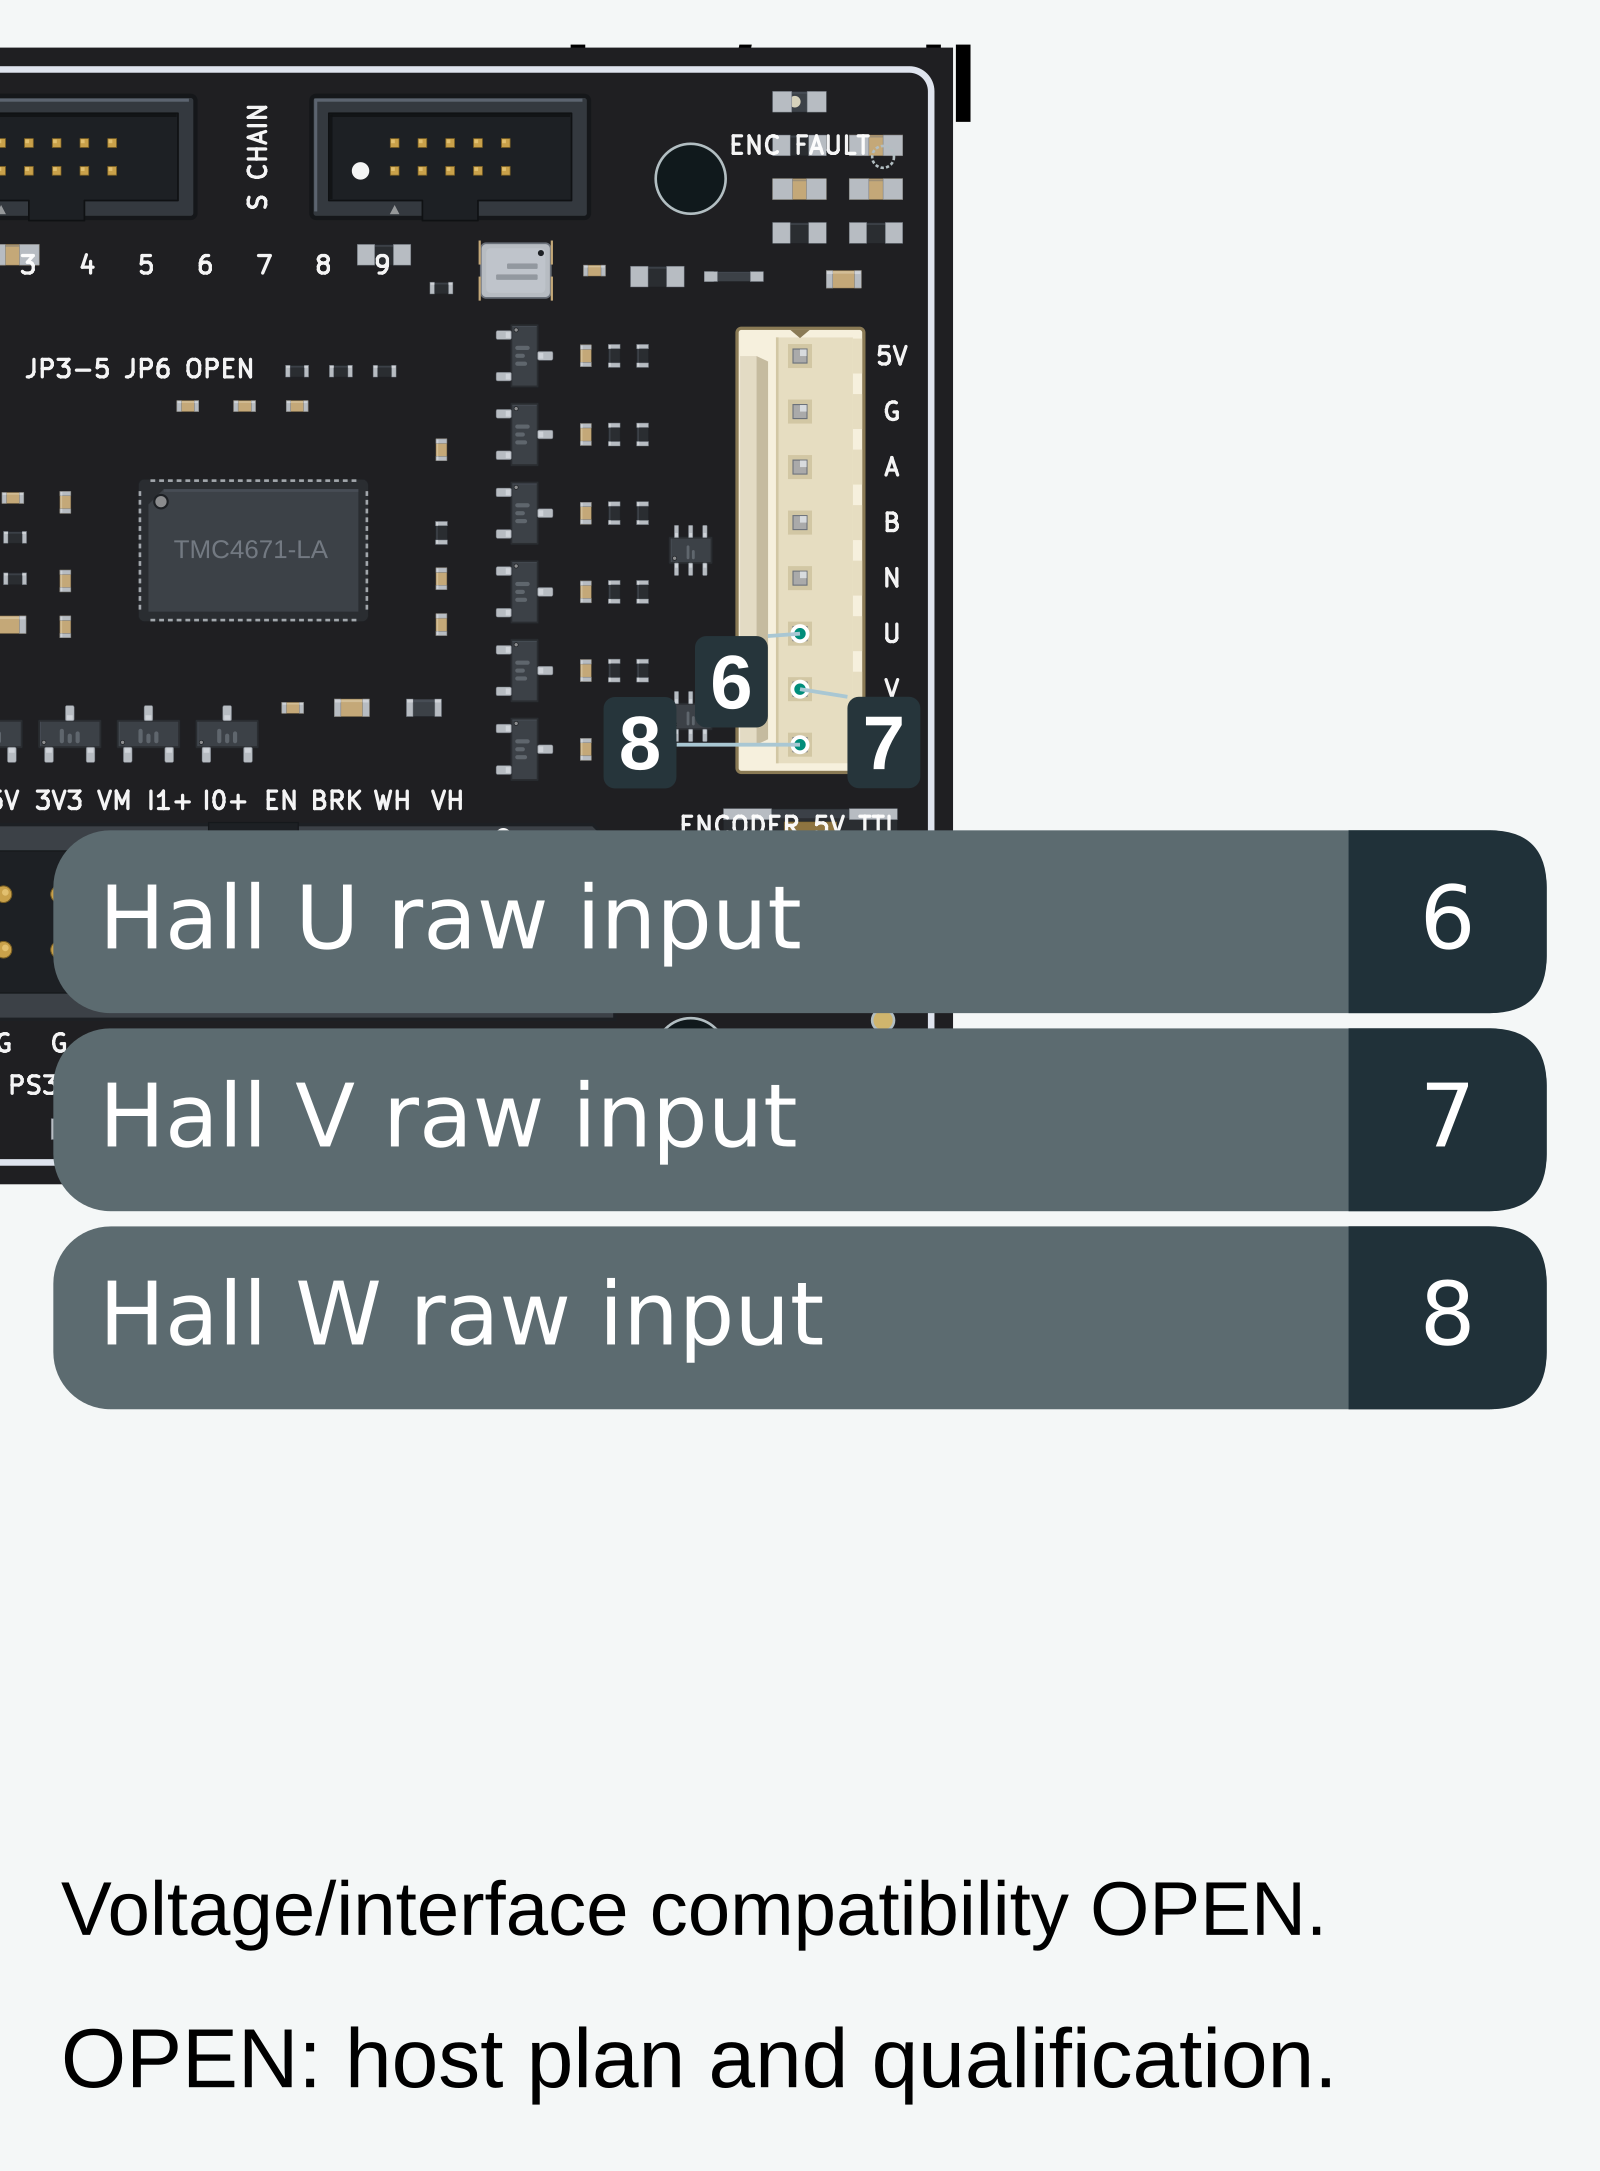 S CHAIN
ENC FAULT
3 4 5 6 7 8 9
JP3-5 JP6 OPEN
5V
G
A
B
N
U
V
TMC4671-LA
6
7
8
3V3 VM I1+ I0+ EN BRK WH VH
ENCODER 5V TTL
Hall U raw input 6
G G
Hall V raw input 7
Hall W raw input 8
Voltage/interface compatibility OPEN.
OPEN: host plan and qualification.